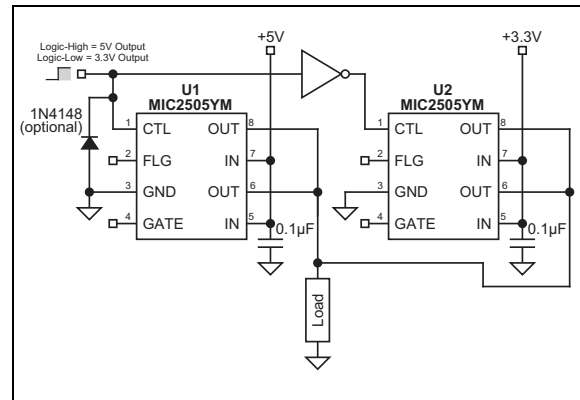 Logic-High = 5V Output
Logic-Low = 3.3V Output
+5V
+3.3V
U1
MIC2505YM
U2
MIC2505YM
1N4148
(optional)
1 CTL OUT 8
2 FLG IN 7
3 GND OUT 6
4 GATE IN 5
0.1µF
1 CTL OUT 8
2 FLG IN 7
3 GND OUT 6
4 GATE IN 5
0.1µF
Load